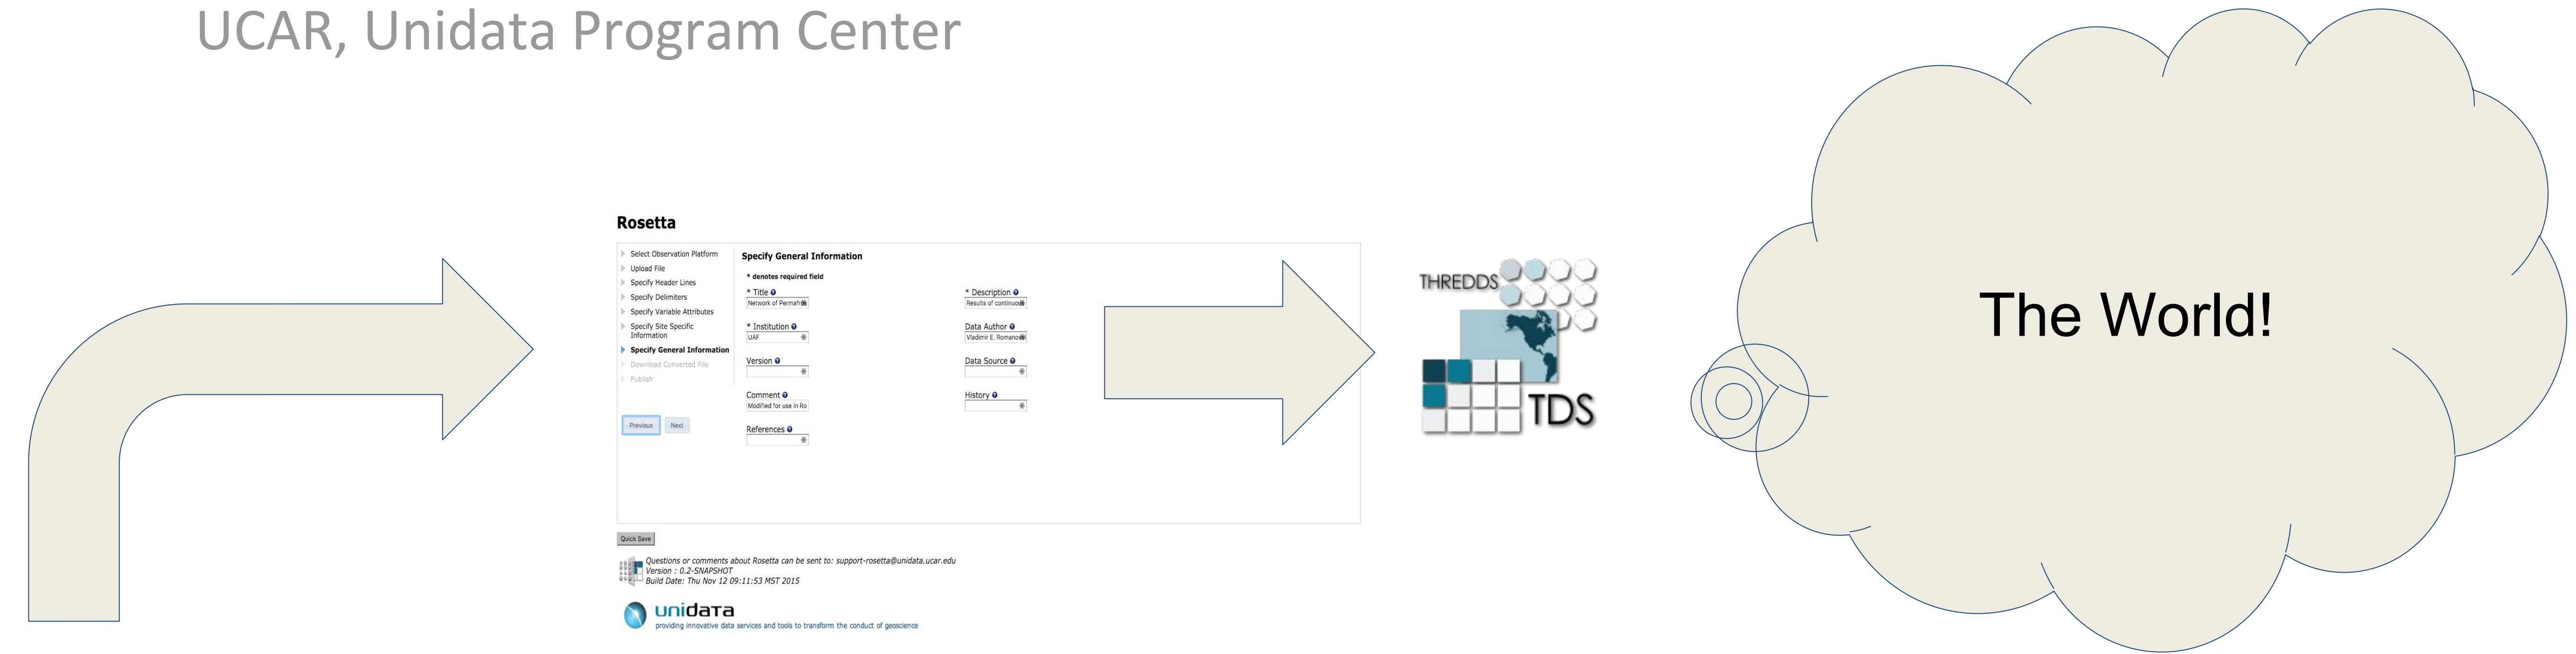 UCAR, Unidata Program Center
Rosetta
Select Observation Platform
Upload File
Specify Header Lines
Specify Delimiters
Specify Variable Attributes
Specify Site Specific
Information
Specify General Information
Download Converted File
Publish
Previous Next
Specify General Information
* denotes required field
* Title
Network of Permafro
* Description
Results of continuou
* Institution
UAF
Data Author
Vladimir E. Romanov
Version
Data Source
Comment
Modified for use in Ro
History
References
Quick Save
Questions or comments about Rosetta can be sent to: support-rosetta@unidata.ucar.edu
Version : 0.2-SNAPSHOT
Build Date: Thu Nov 12 09:11:53 MST 2015
unidata
providing innovative data services and tools to transform the conduct of geoscience
THREDDS
TDS
The World!